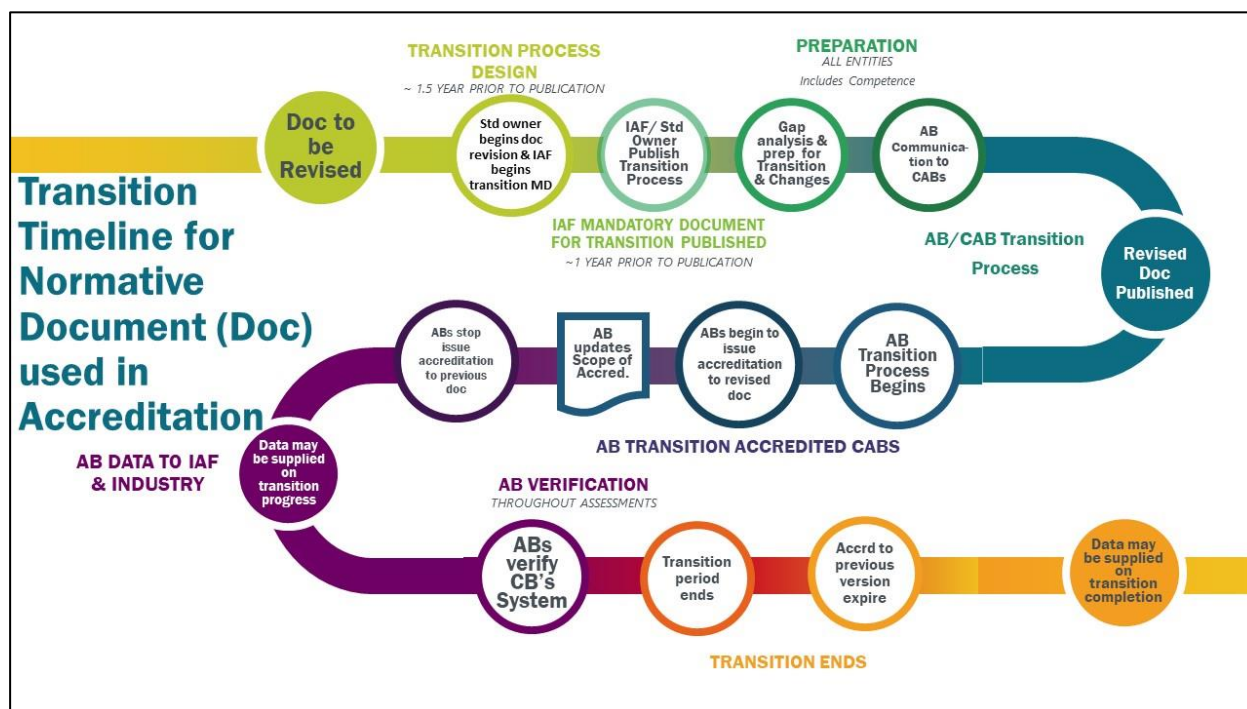 TRANSITION PROCESS
DESIGN
~ 1.5 YEAR PRIOR TO PUBLICATION
PREPARATION
ALL ENTITIES
Includes Competence
Doc to
be
Revised
Std owner
begins doc
revision & IAF
begins
transition MD
IAF/ Std
Owner
Publish
Transition
Process
Gap
analysis &
prep for
Transition
& Changes
AB
Communica-
tion to
CABs
Transition
Timeline for
Normative
Document (Doc)
used in
Accreditation
IAF MANDATORY DOCUMENT
FOR TRANSITION PUBLISHED
~1 YEAR PRIOR TO PUBLICATION
AB/CAB Transition
Process
Revised
Doc
Published
AB
Transition
Process
Begins
ABs begin to
issue
accreditation
to revised
doc
AB
updates
Scope of
Accred.
ABs stop
issue
accreditation
to previous
doc
AB TRANSITION ACCREDITED CABS
AB DATA TO IAF
& INDUSTRY
Data may
be supplied
on
transition
progress
AB VERIFICATION
THROUGHOUT ASSESSMENTS
ABs
verify
CB's
System
Transition
period
ends
Accrd to
previous
version
expire
Data may
be supplied
on
transition
completion
TRANSITION ENDS